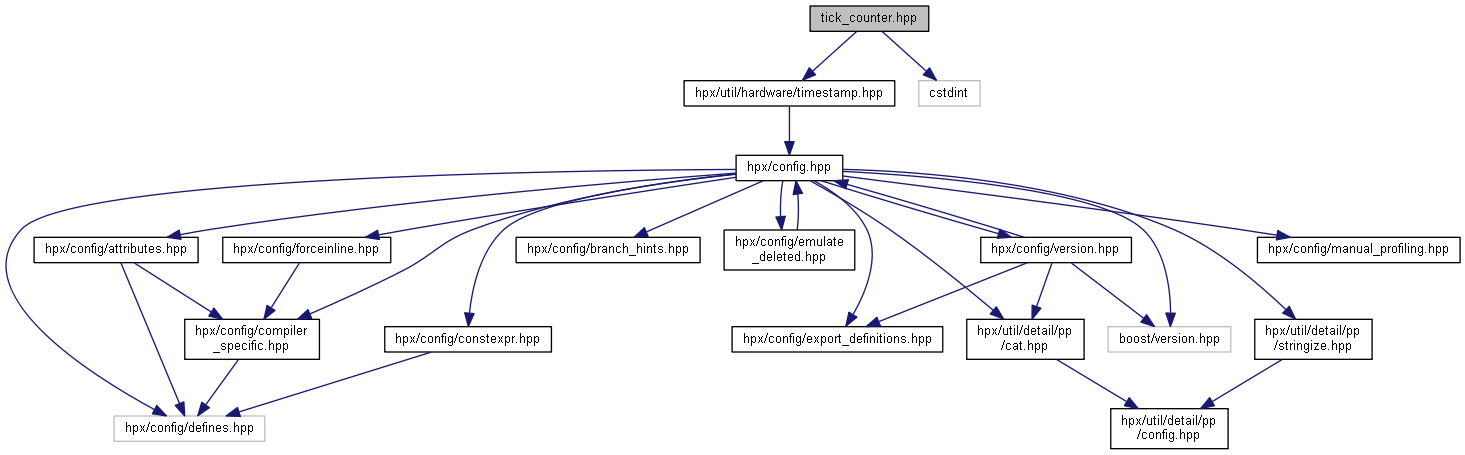 tick_counter.hpp
hpx/util/hardware/timestamp.hpp
cstdint
hpx/config.hpp
hpx/config/attributes.hpp
hpx/config/forceinline.hpp
hpx/config/branch_hints.hpp
hpx/config/emulate
_deleted.hpp
hpx/config/version.hpp
hpx/config/manual_profiling.hpp
hpx/config/compiler
_specific.hpp
hpx/config/constexpr.hpp
hpx/config/export_definitions.hpp
hpx/util/detail/pp
/cat.hpp
boost/version.hpp
hpx/util/detail/pp
/stringize.hpp
hpx/config/defines.hpp
hpx/util/detail/pp
/config.hpp